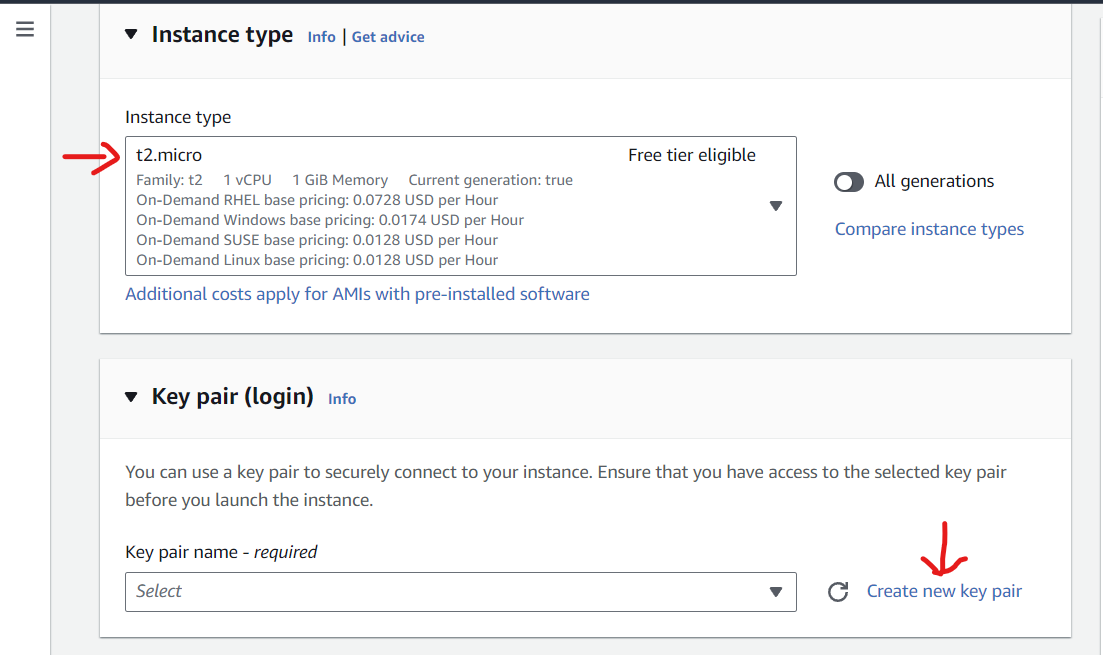 Instance type Info | Get advice
Instance type
t2.micro Free tier eligible
Family: t2 1 vCPU 1 GiB Memory Current generation: true
On-Demand RHEL base pricing: 0.0728 USD per Hour
On-Demand Windows base pricing: 0.0174 USD per Hour
On-Demand SUSE base pricing: 0.0128 USD per Hour
On-Demand Linux base pricing: 0.0128 USD per Hour
All generations
Compare instance types
Additional costs apply for AMIs with pre-installed software
Key pair (login) Info
You can use a key pair to securely connect to your instance. Ensure that you have access to the selected key pair
before you launch the instance.
Key pair name - required
Select
Create new key pair